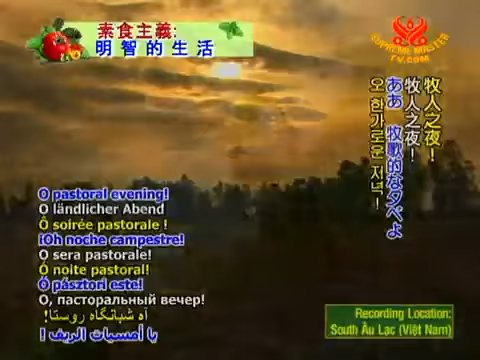 素食主義:
明智的生活
SUPREME MASTER
TV.COM
牧人之夜!
牧人之夜!
ああ 牧歌的な夕べよ
오 한가로운 저녁!
O pastoral evening!
O ländlicher Abend
Ô soirée pastorale !
¡Oh noche campestre!
O sera pastorale!
Ó noite pastoral!
Ó pásztori este!
О, пасторальный вечер!
آه شبانگاه روستا!
يا أمسيات الريف !
Recording Location:
South Âu Lạc (Việt Nam)